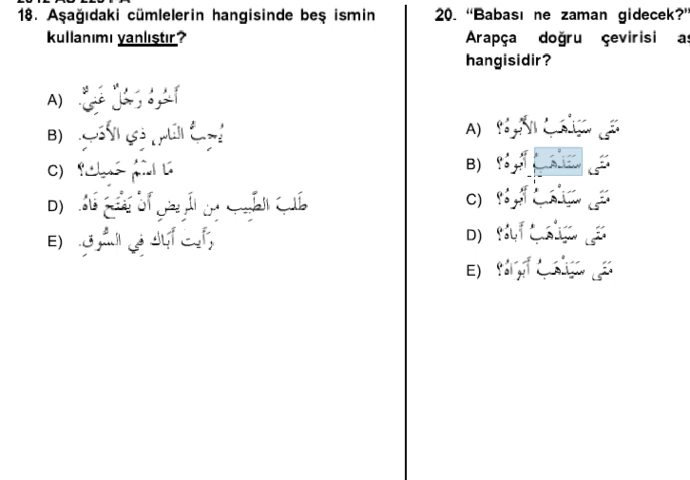 18. Aşağıdaki cümlelerin hangisinde beş ismin
kullanımı yanlıştır?
A) أَخُوهُ رَجُلٌ غَنِيٌّ.
B) يُحِبُّ النَّاسُ ذِي الأَدَبِ.
C) مَا اسْمُ حَمِيك؟
D) طَلَبَ الطَّبِيب مِن الْمَرِيضِ أَنْ يَفْتَحَ فَاهُ.
E) رَأَيت أَبَاك فِي السُّوقِ.
20. “Babası ne zaman gidecek?”
Arapça doğru çevirisi
hangisidir?
A) مَتَى سَيَذْهَبُ الأَبُوهُ؟
B) مَتَى سَتَذْهَبُ أَبُوهُ؟
C) مَتَى سَيَذْهَبُ أَبُوهُ؟
D) مَتَى سَيَذْهَبُ أَبَاهُ؟
E) مَتَى سَيَذْهَبُ أَبَوَاهُ؟